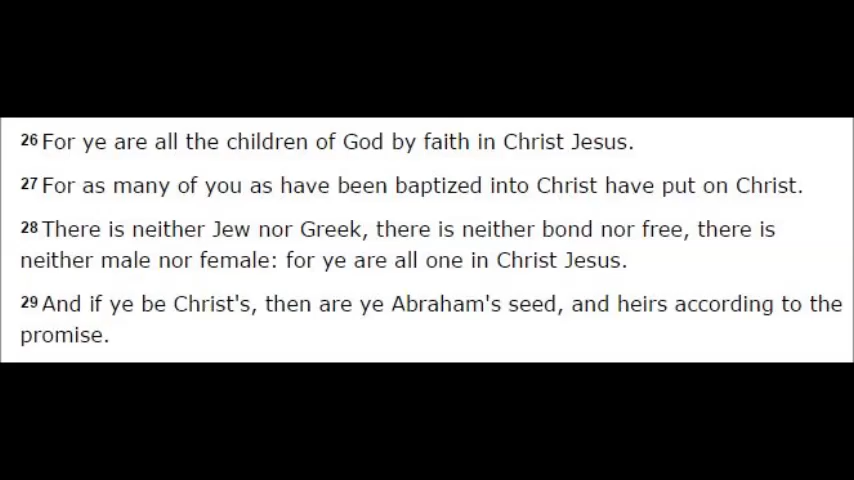 26 For ye are all the children of God by faith in Christ Jesus.
27 For as many of you as have been baptized into Christ have put on Christ.
28 There is neither Jew nor Greek, there is neither bond nor free, there is
neither male nor female: for ye are all one in Christ Jesus.
29 And if ye be Christ's, then are ye Abraham's seed, and heirs according to the
promise.